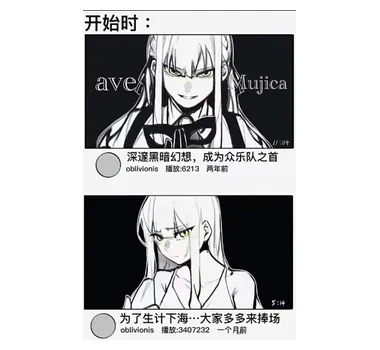 开始时：
ave Mujica
11:04
深邃黑暗幻想，成为众乐队之首
oblivionis 播放:6213 两年前
5:14
为了生计下海…大家多多来捧场
oblivionis 播放:3407232 一个月前